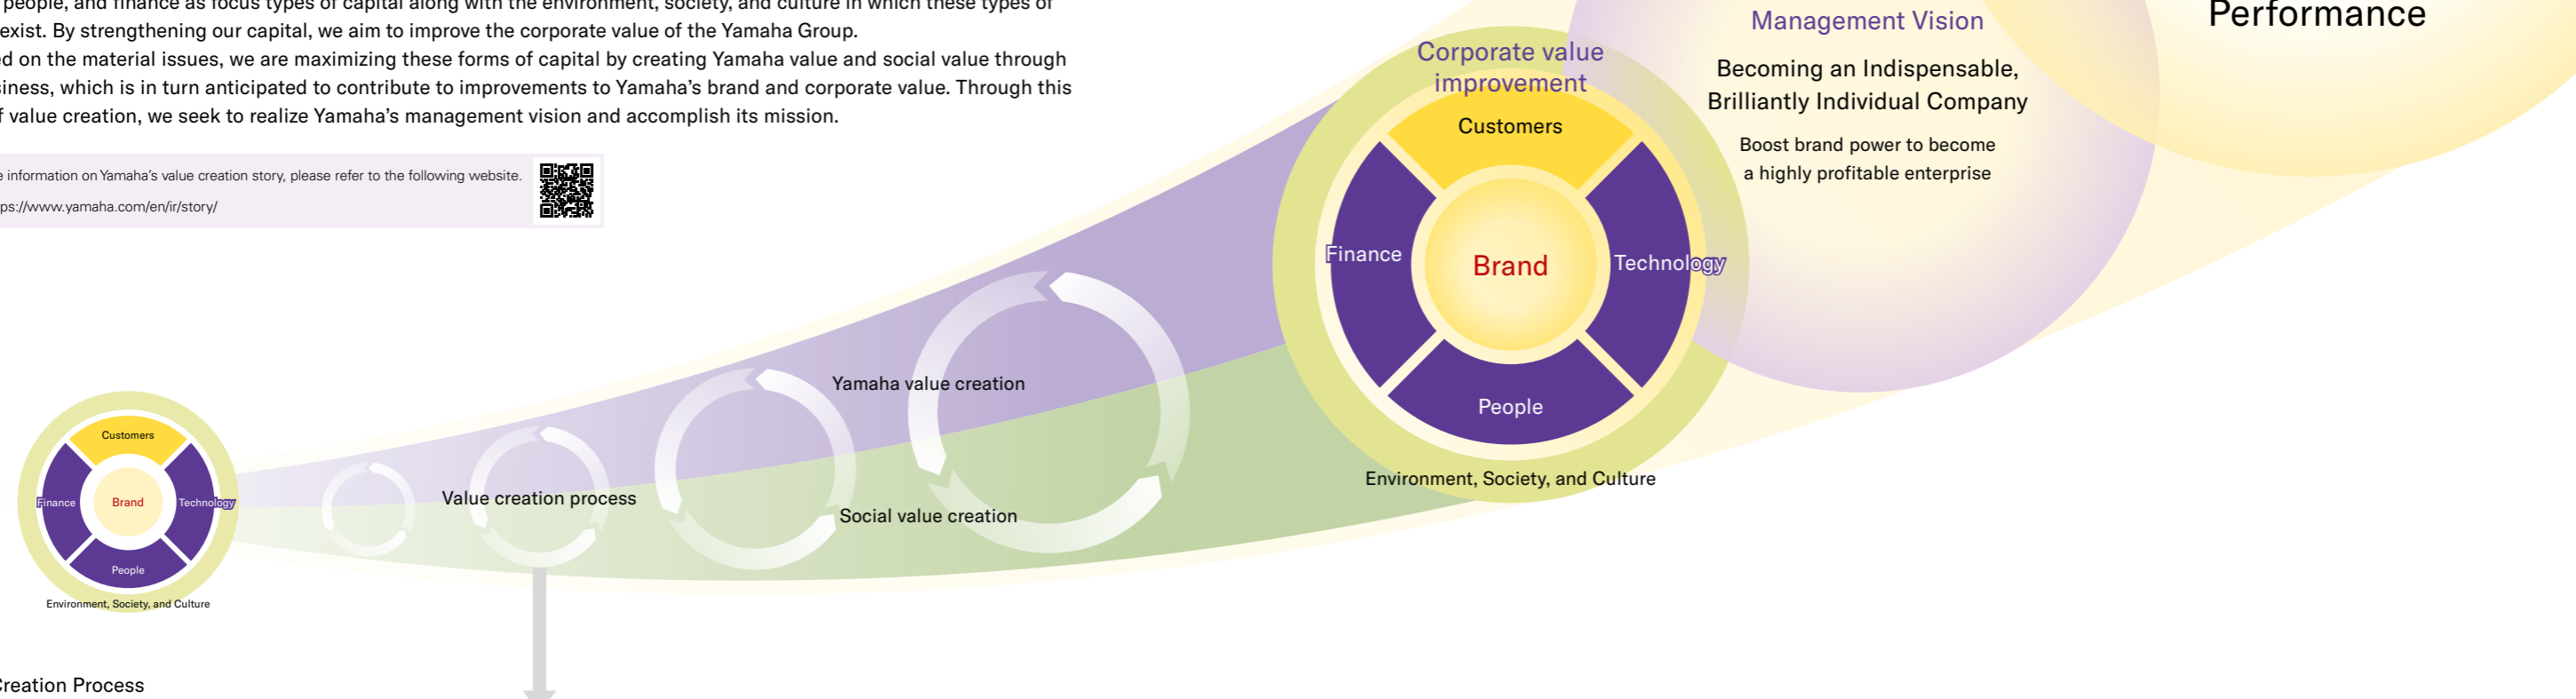 people, and finance as focus types of capital along with the environment, society, and culture in which these types of
exist. By strengthening our capital, we aim to improve the corporate value of the Yamaha Group.
d on the material issues, we are maximizing these forms of capital by creating Yamaha value and social value through
siness, which is in turn anticipated to contribute to improvements to Yamaha's brand and corporate value. Through this
f value creation, we seek to realize Yamaha's management vision and accomplish its mission.
e information on Yamaha's value creation story, please refer to the following website.
ps://www.yamaha.com/en/ir/story/
Performance
Management Vision
Becoming an Indispensable,
Brilliantly Individual Company
Boost brand power to become
a highly profitable enterprise
Corporate value
improvement
Customers
Finance
Brand
Technology
People
Environment, Society, and Culture
Yamaha value creation
Value creation process
Social value creation
Customers
Finance
Brand
Technology
People
Environment, Society, and Culture
Creation Process